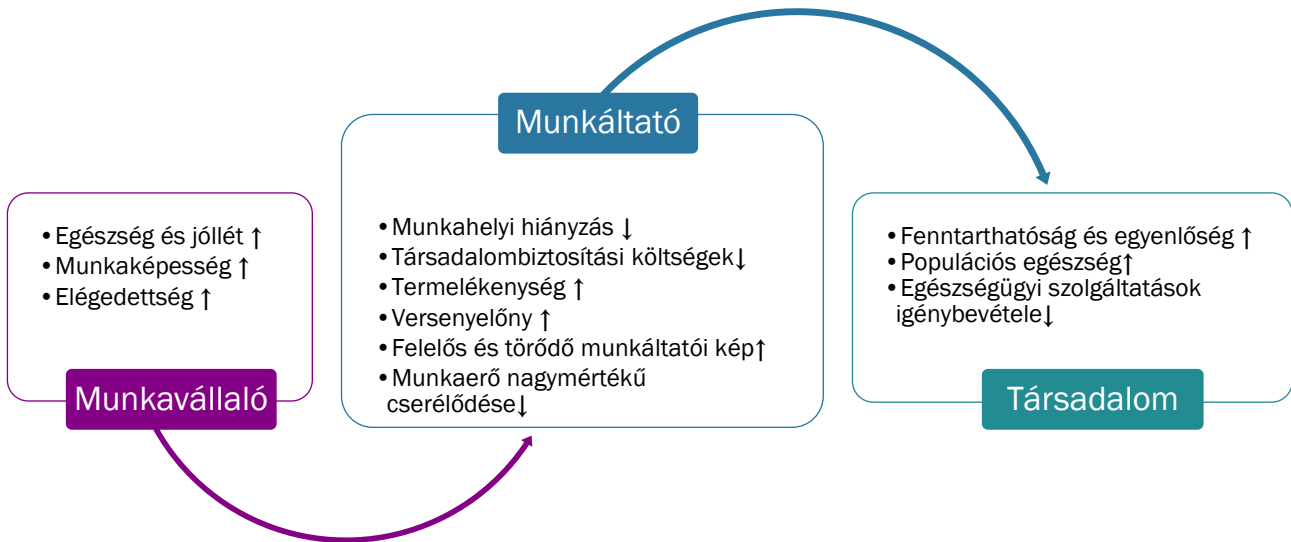 Munkavállaló
• Egészség és jóllét ↑
• Munkaképesség ↑
• Elégedettség ↑
Munkáltató
• Munkahelyi hiányzás ↓
• Társadalombiztosítási költségek↓
• Termelékenység ↑
• Versenyelőny ↑
• Felelős és törődő munkáltatói kép↑
• Munkaerő nagymértékű
cserélődése↓
• Fenntarthatóság és egyenlőség ↑
• Populációs egészség↑
• Egészségügyi szolgáltatások
igénybevétele↓
Társadalom